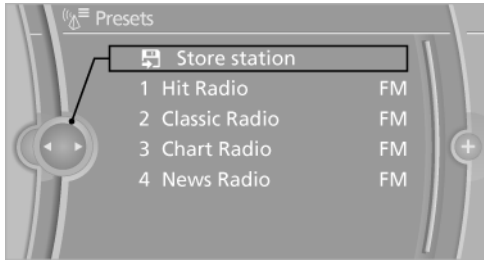 Presets
Store station
1 Hit Radio FM
2 Classic Radio FM
3 Chart Radio FM
4 News Radio FM